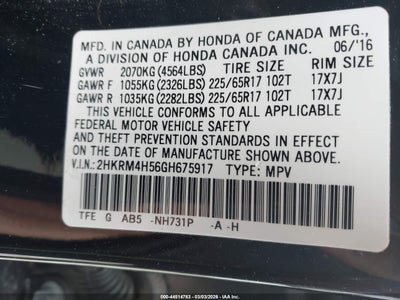 MFD. IN CANADA BY HONDA OF CANADA MFG.,
A DIVISION OF HONDA CANADA INC. 06/'16
GVWR 2070KG (4564LBS) TIRE SIZE RIM SIZE
GAWR F 1055KG (2326LBS) 225/65R17 102T 17X7J
GAWR R 1035KG (2282LBS) 225/65R17 102T 17X7J
THIS VEHICLE CONFORMS TO ALL APPLICABLE
FEDERAL MOTOR VEHICLE SAFETY
AND THEFT PREVENTION STANDARDS IN EFFECT
ON THE DATE OF MANUFACTURE SHOWN ABOVE.
V.I.N.: 2HKRM4H56GH675917 TYPE: MPV
TFE G AB5 -NH731P -A -H
000-44514763 - 03/03/2026 - IAA Inc.